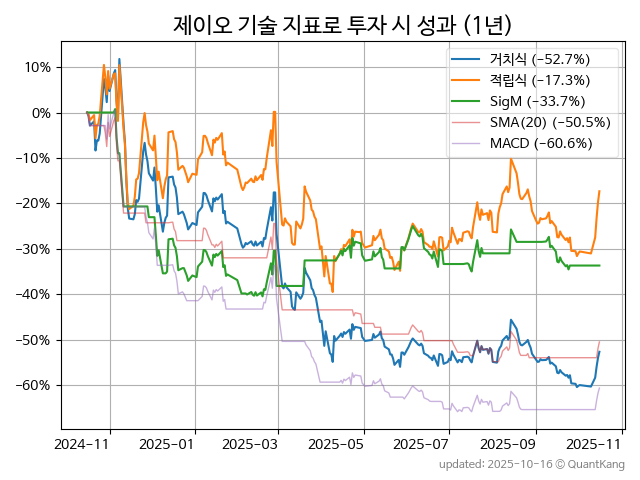 제이오 기술 지표로 투자 시 성과 (1년)
거치식 (−52.7%)
적립식 (−17.3%)
SigM (−33.7%)
SMA(20) (−50.5%)
MACD (−60.6%)
10%
0%
−10%
−20%
−30%
−40%
−50%
−60%
2024-11
2025-01
2025-03
2025-05
2025-07
2025-09
2025-11
updated: 2025-10-16 © QuantKang